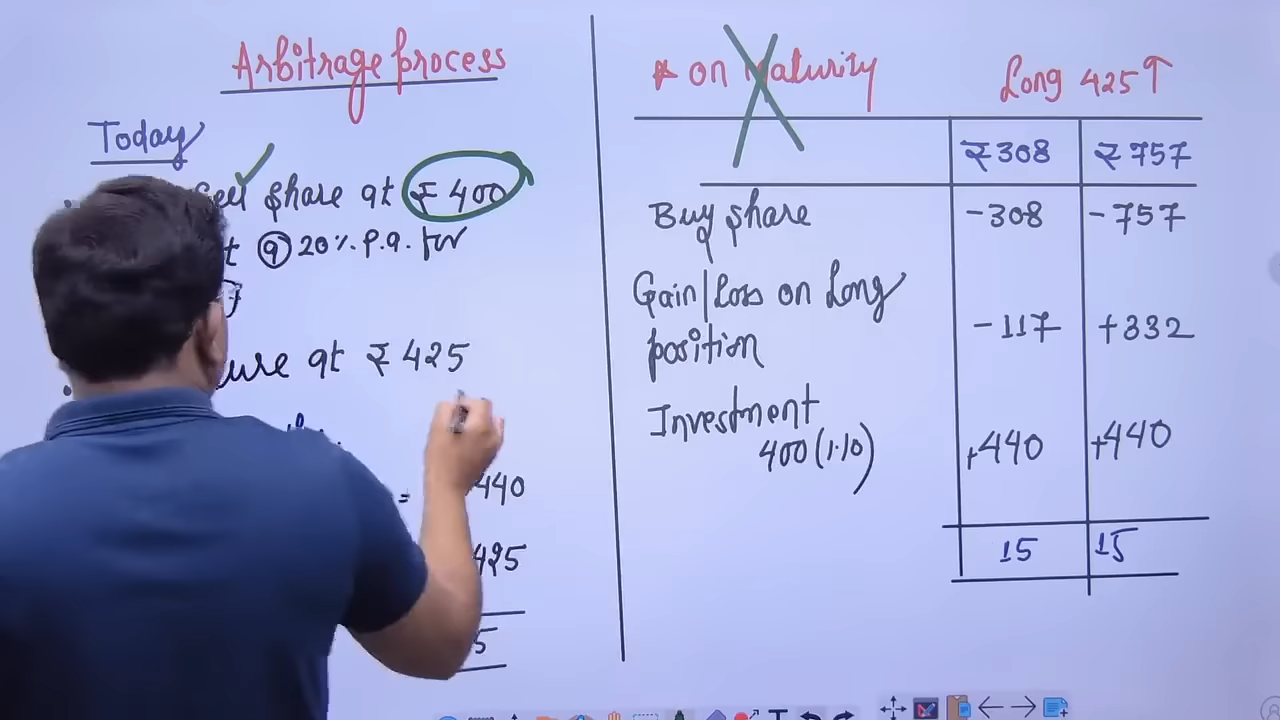 Arbitrage process
Today
Sell share at ₹ 400
@ 20% p.a. for
at ₹ 425
= 440
425
5
* on Maturity
Long 425 ↑
₹ 308 ₹ 757
Buy share -308 -757
Gain/Loss on Long
position -117 +332
Investment
400 (1.10) +440 +440
15 15